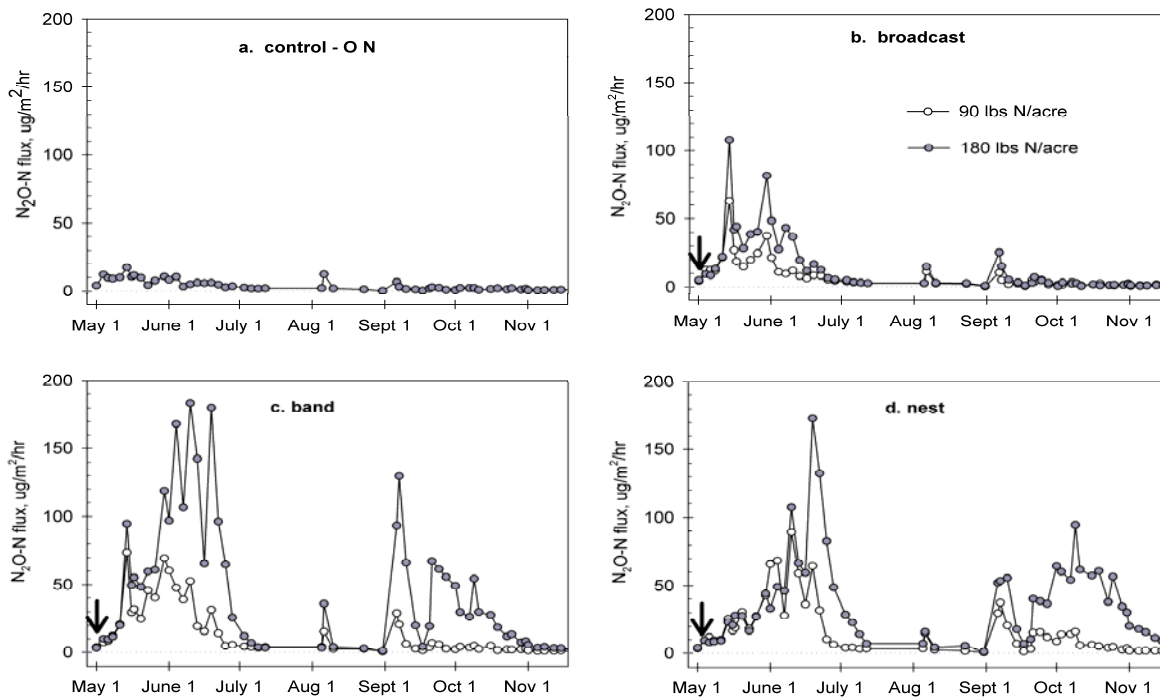 a. control - O N
N2O-N flux, ug/m2/hr
200
150
100
50
0
May 1 June 1 July 1 Aug 1 Sept 1 Oct 1 Nov 1
b. broadcast
90 lbs N/acre
180 lbs N/acre
N2O-N flux, ug/m2/hr
200
150
100
50
0
May 1 June 1 July 1 Aug 1 Sept 1 Oct 1 Nov 1
c. band
N2O-N flux, ug/m2/hr
200
150
100
50
0
May 1 June 1 July 1 Aug 1 Sept 1 Oct 1 Nov 1
d. nest
N2O-N flux, ug/m2/hr
200
150
100
50
0
May 1 June 1 July 1 Aug 1 Sept 1 Oct 1 Nov 1